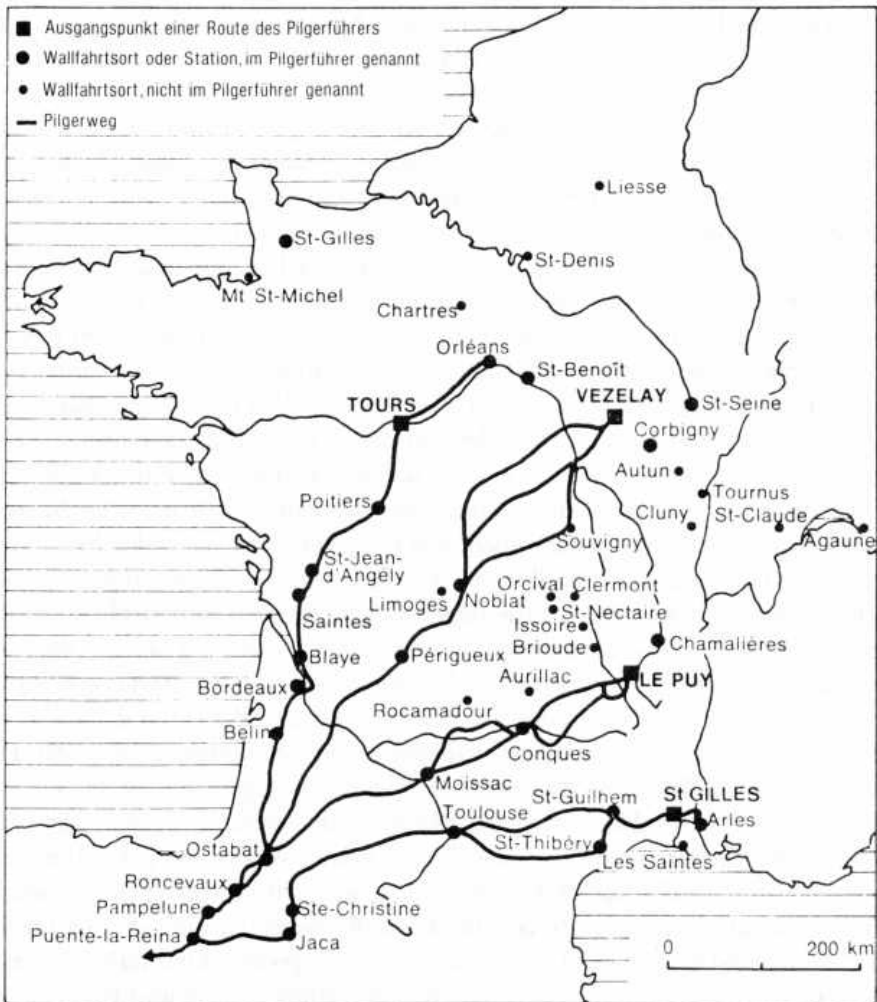 Ausgangspunkt einer Route des Pilgerführers
Wallfahrtsort oder Station, im Pilgerführer genannt
Wallfahrtsort, nicht im Pilgerführer genannt
Pilgerweg
Liesse
St-Gilles
St-Denis
Mt St-Michel
Chartres
Orléans
St-Benoît
TOURS
VEZELAY
St-Seine
Corbigny
Autun
Tournus
Poitiers
Cluny
St-Claude
Agaune
Souvigny
St-Jean-
d'Angely
Orcival Clermont
Limoges
Noblat
St-Nectaire
Saintes
Issoire
Brioude
Chamalières
Blaye
Périgueux
Aurillac
LE PUY
Bordeaux
Rocamadour
Belin
Conques
Moissac
St-Guilhem
St GILLES
Toulouse
Arles
St-Thibéry
Les Saintes
Ostabat
Roncevaux
Pampelune
Ste-Christine
Puente-la-Reina
Jaca
0 200 km